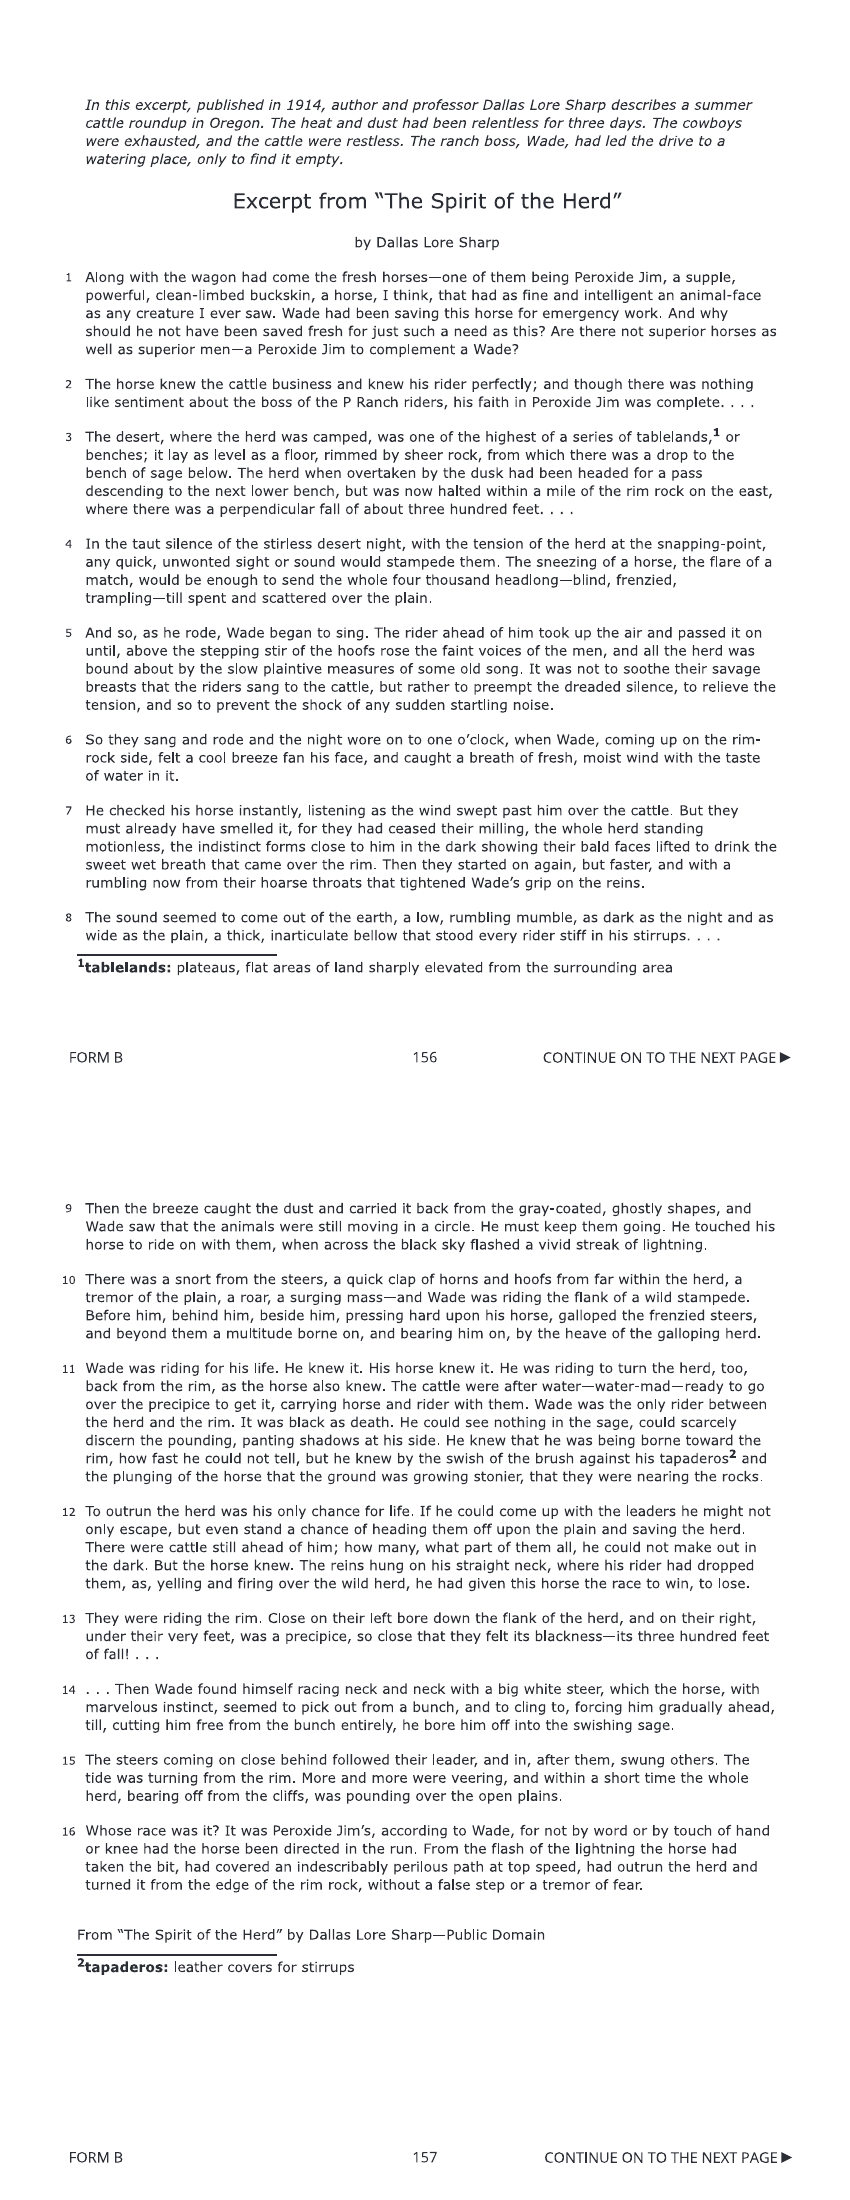 In this excerpt, published in 1914, author and professor Dallas Lore Sharp describes a summer
cattle roundup in Oregon. The heat and dust had been relentless for three days. The cowboys
were exhausted, and the cattle were restless. The ranch boss, Wade, had led the drive to a
watering place, only to find it empty.
Excerpt from “The Spirit of the Herd”
by Dallas Lore Sharp
1 Along with the wagon had come the fresh horses—one of them being Peroxide Jim, a supple,
powerful, clean-limbed buckskin, a horse, I think, that had as fine and intelligent an animal-face
as any creature I ever saw. Wade had been saving this horse for emergency work. And why
should he not have been saved fresh for just such a need as this? Are there not superior horses as
well as superior men—a Peroxide Jim to complement a Wade?
2 The horse knew the cattle business and knew his rider perfectly; and though there was nothing
like sentiment about the boss of the P Ranch riders, his faith in Peroxide Jim was complete. . . .
3 The desert, where the herd was camped, was one of the highest of a series of tablelands,1 or
benches; it lay as level as a floor, rimmed by sheer rock, from which there was a drop to the
bench of sage below. The herd when overtaken by the dusk had been headed for a pass
descending to the next lower bench, but was now halted within a mile of the rim rock on the east,
where there was a perpendicular fall of about three hundred feet. . . .
4 In the taut silence of the stirless desert night, with the tension of the herd at the snapping-point,
any quick, unwonted sight or sound would stampede them. The sneezing of a horse, the flare of a
match, would be enough to send the whole four thousand headlong—blind, frenzied,
trampling—till spent and scattered over the plain.
5 And so, as he rode, Wade began to sing. The rider ahead of him took up the air and passed it on
until, above the stepping stir of the hoofs rose the faint voices of the men, and all the herd was
bound about by the slow plaintive measures of some old song. It was not to soothe their savage
breasts that the riders sang to the cattle, but rather to preempt the dreaded silence, to relieve the
tension, and so to prevent the shock of any sudden startling noise.
6 So they sang and rode and the night wore on to one o’clock, when Wade, coming up on the rim-
rock side, felt a cool breeze fan his face, and caught a breath of fresh, moist wind with the taste
of water in it.
7 He checked his horse instantly, listening as the wind swept past him over the cattle. But they
must already have smelled it, for they had ceased their milling, the whole herd standing
motionless, the indistinct forms close to him in the dark showing their bald faces lifted to drink the
sweet wet breath that came over the rim. Then they started on again, but faster, and with a
rumbling now from their hoarse throats that tightened Wade’s grip on the reins.
8 The sound seemed to come out of the earth, a low, rumbling mumble, as dark as the night and as
wide as the plain, a thick, inarticulate bellow that stood every rider stiff in his stirrups. . . .
1tablelands: plateaus, flat areas of land sharply elevated from the surrounding area
FORM B 156 CONTINUE ON TO THE NEXT PAGE ►
9 Then the breeze caught the dust and carried it back from the gray-coated, ghostly shapes, and
Wade saw that the animals were still moving in a circle. He must keep them going. He touched his
horse to ride on with them, when across the black sky flashed a vivid streak of lightning.
10 There was a snort from the steers, a quick clap of horns and hoofs from far within the herd, a
tremor of the plain, a roar, a surging mass—and Wade was riding the flank of a wild stampede.
Before him, behind him, beside him, pressing hard upon his horse, galloped the frenzied steers,
and beyond them a multitude borne on, and bearing him on, by the heave of the galloping herd.
11 Wade was riding for his life. He knew it. His horse knew it. He was riding to turn the herd, too,
back from the rim, as the horse also knew. The cattle were after water—water-mad—ready to go
over the precipice to get it, carrying horse and rider with them. Wade was the only rider between
the herd and the rim. It was black as death. He could see nothing in the sage, could scarcely
discern the pounding, panting shadows at his side. He knew that he was being borne toward the
rim, how fast he could not tell, but he knew by the swish of the brush against his tapaderos2 and
the plunging of the horse that the ground was growing stonier, that they were nearing the rocks.
12 To outrun the herd was his only chance for life. If he could come up with the leaders he might not
only escape, but even stand a chance of heading them off upon the plain and saving the herd.
There were cattle still ahead of him; how many, what part of them all, he could not make out in
the dark. But the horse knew. The reins hung on his straight neck, where his rider had dropped
them, as, yelling and firing over the wild herd, he had given this horse the race to win, to lose.
13 They were riding the rim. Close on their left bore down the flank of the herd, and on their right,
under their very feet, was a precipice, so close that they felt its blackness—its three hundred feet
of fall! . . .
14 . . . Then Wade found himself racing neck and neck with a big white steer, which the horse, with
marvelous instinct, seemed to pick out from a bunch, and to cling to, forcing him gradually ahead,
till, cutting him free from the bunch entirely, he bore him off into the swishing sage.
15 The steers coming on close behind followed their leader, and in, after them, swung others. The
tide was turning from the rim. More and more were veering, and within a short time the whole
herd, bearing off from the cliffs, was pounding over the open plains.
16 Whose race was it? It was Peroxide Jim’s, according to Wade, for not by word or by touch of hand
or knee had the horse been directed in the run. From the flash of the lightning the horse had
taken the bit, had covered an indescribably perilous path at top speed, had outrun the herd and
turned it from the edge of the rim rock, without a false step or a tremor of fear.
From “The Spirit of the Herd” by Dallas Lore Sharp—Public Domain
2tapaderos: leather covers for stirrups
FORM B 157 CONTINUE ON TO THE NEXT PAGE ►